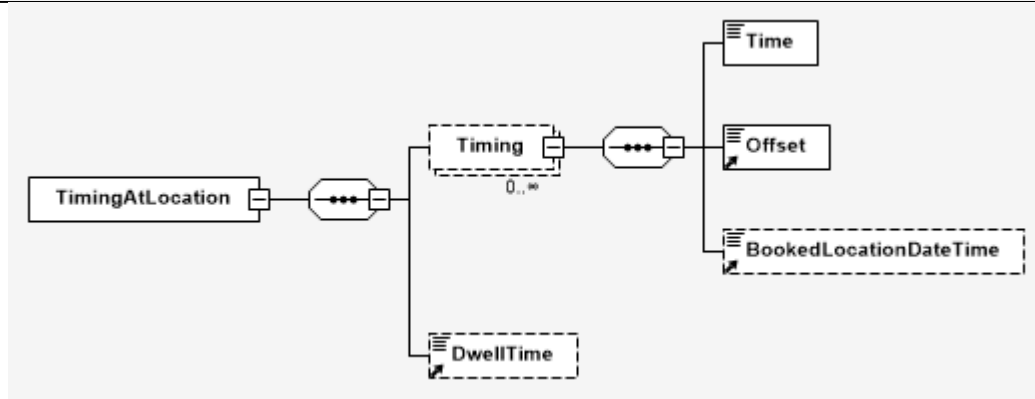 Time
Timing
Offset
0..∞
TimingAtLocation
BookedLocationDateTime
DwellTime